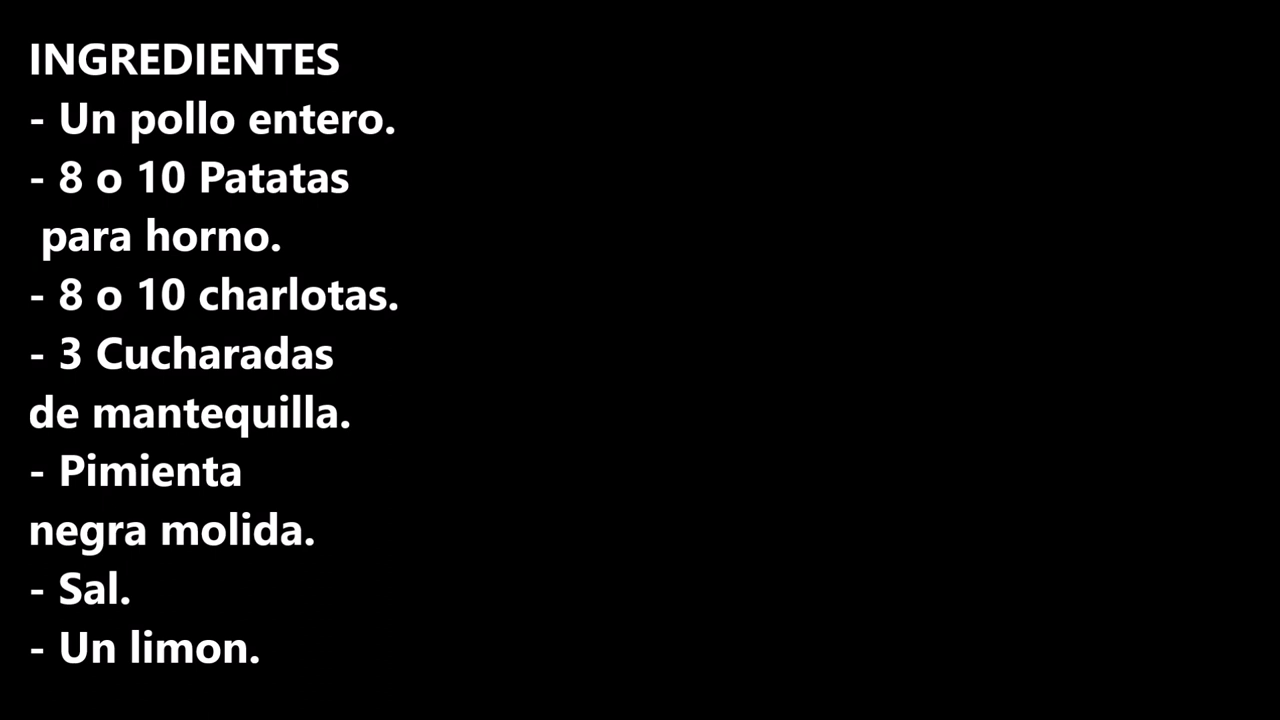 INGREDIENTES
- Un pollo entero.
- 8 o 10 Patatas
para horno.
- 8 o 10 charlotas.
- 3 Cucharadas
de mantequilla.
- Pimienta
negra molida.
- Sal.
- Un limon.